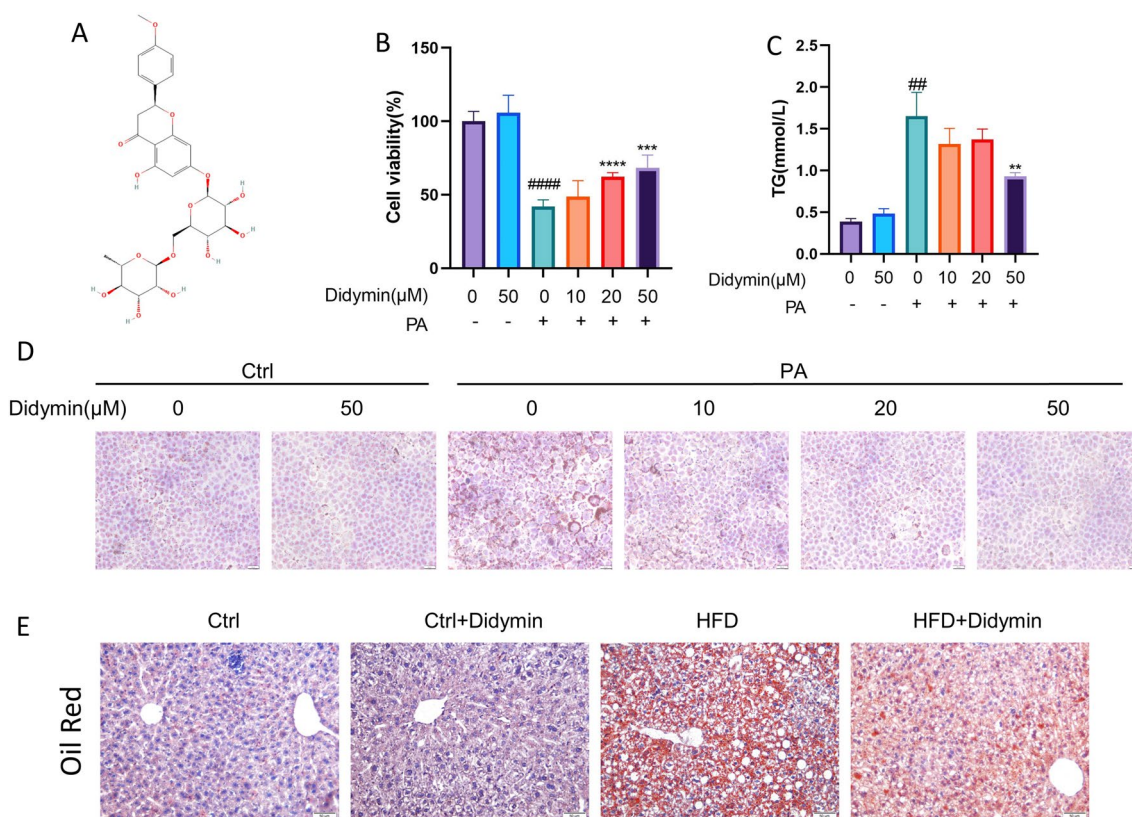 A
O
O
O
O
H
O
O
H
O
H
O
O
H
O
H
O
O
O
H
O
H
O
H
B
Cell viability(%)
150
100
50
0
####
****
***
Didymin(μM) 0 50 0 10 20 50
PA - - + + + +
C
TG(mmol/L)
2.5
2.0
1.5
1.0
0.5
0.0
##
**
Didymin(μM) 0 50 0 10 20 50
PA - - + + + +
D
Ctrl PA
Didymin(μM) 0 50 0 10 20 50
E
Ctrl Ctrl+Didymin HFD HFD+Didymin
Oil Red